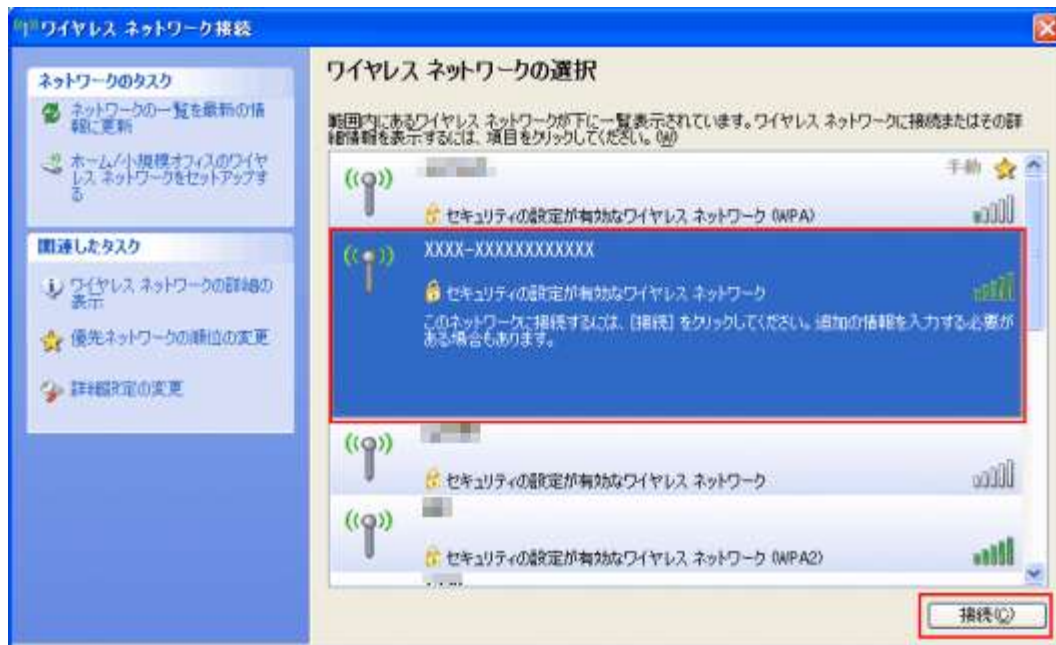 ワイヤレス ネットワーク接続
ネットワークのタスク
ネットワークの一覧を最新の情
報に更新
ホーム/小規模オフィスのワイヤ
レス ネットワークをセットアップす
る
関連したタスク
ワイヤレス ネットワークの詳細の
表示
優先ネットワークの順位の変更
詳細設定の変更
ワイヤレス ネットワークの選択
範囲内にあるワイヤレス ネットワークが下に一覧表示されています。ワイヤレス ネットワークに接続またはその詳
細情報を表示するには、項目をクリックしてください。(W)
手動
セキュリティの設定が有効なワイヤレス ネットワーク (WPA)
XXXX-XXXXXXXXXXXX
セキュリティの設定が有効なワイヤレス ネットワーク
このネットワークに接続するには、[接続] をクリックしてください。追加の情報を入力する必要が
ある場合もあります。
セキュリティの設定が有効なワイヤレス ネットワーク
セキュリティの設定が有効なワイヤレス ネットワーク (WPA2)
接続(C)